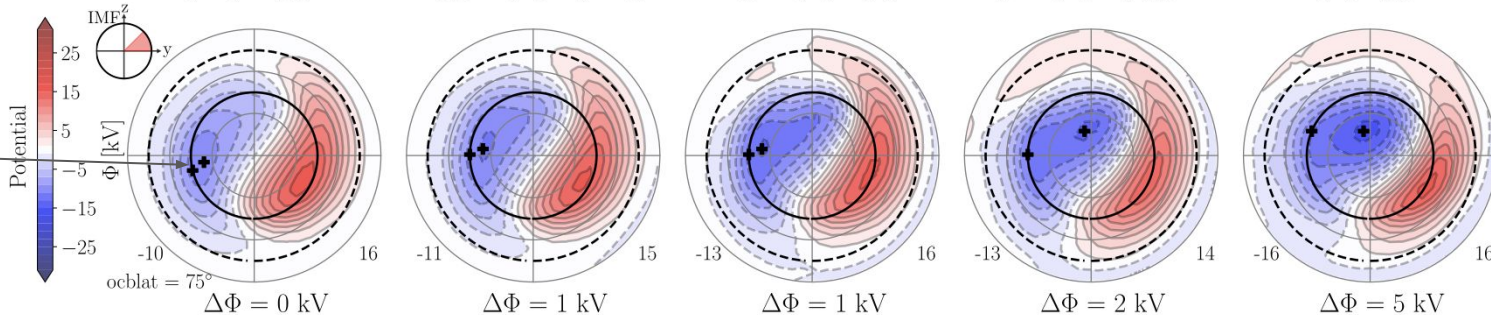 IMF
z
y
Potential
Φ [kV]
25
15
5
−5
−15
−25
-10
16
-11
15
-13
16
-13
14
-16
16
ocblat = 75°
ΔΦ = 0 kV
ΔΦ = 1 kV
ΔΦ = 1 kV
ΔΦ = 2 kV
ΔΦ = 5 kV